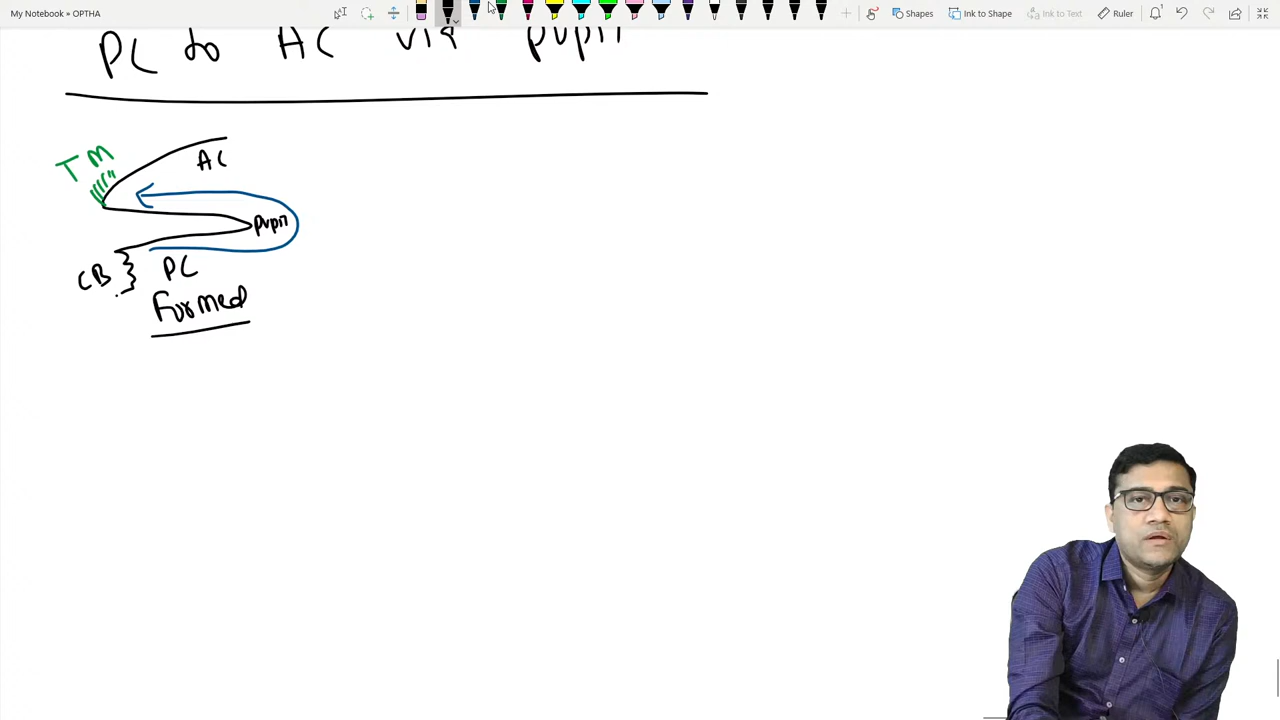 My Notebook » OPTHA
Shapes
Ink to Shape
Ink to Text
Ruler
PC to AC via pupil
TM
AC
pupil
CB
PC
Formed